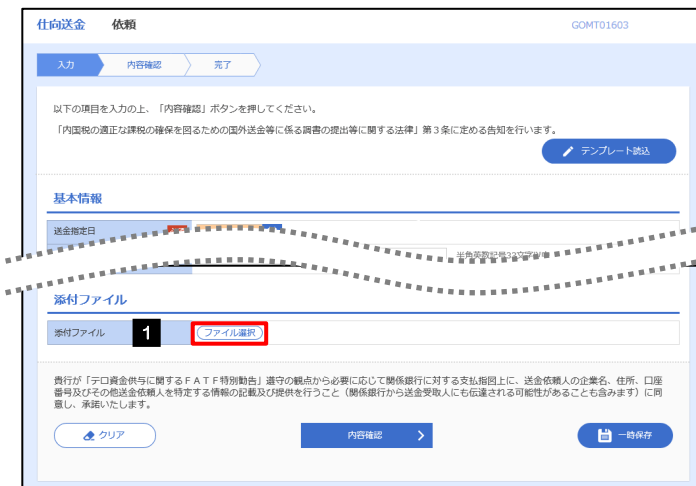 仕向送金 依頼
GOMT01603
入力
内容確認
完了
以下の項目を入力の上、「内容確認」ボタンを押してください。
「内国税の適正な課税の確保を図るための国外送金等に係る調書の提出等に関する法律」第3条に定める告知を行います。
テンプレート読込
基本情報
送金指定日
添付ファイル
添付ファイル
1
ファイル選択
貴行が「テロ資金供与に関するＦＡＴＦ特別勧告」遵守の観点から必要に応じて関係銀行に対する支払指図上に、送金依頼人の企業名、住所、口座
番号及びその他送金依頼人を特定する情報の記載及び提供を行うこと（関係銀行から送金受取人にも伝達される可能性があることも含みます）に同
意し、承諾いたします。
クリア
内容確認
一時保存